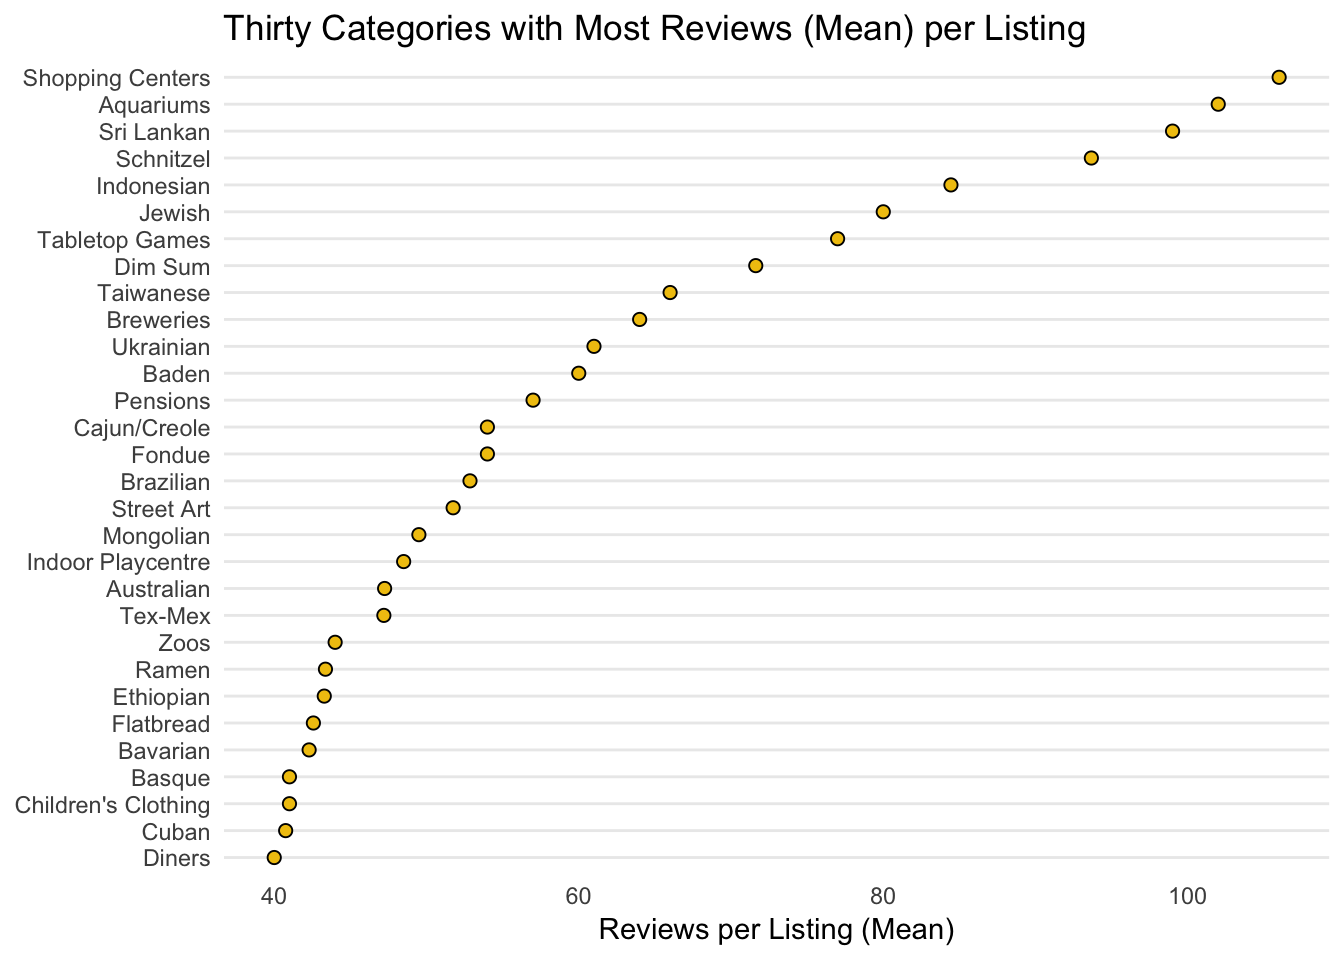 Thirty Categories with Most Reviews (Mean) per Listing
Shopping Centers
Aquariums
Sri Lankan
Schnitzel
Indonesian
Jewish
Tabletop Games
Dim Sum
Taiwanese
Breweries
Ukrainian
Baden
Pensions
Cajun/Creole
Fondue
Brazilian
Street Art
Mongolian
Indoor Playcentre
Australian
Tex-Mex
Zoos
Ramen
Ethiopian
Flatbread
Bavarian
Basque
Children's Clothing
Cuban
Diners
40 60 80 100
Reviews per Listing (Mean)